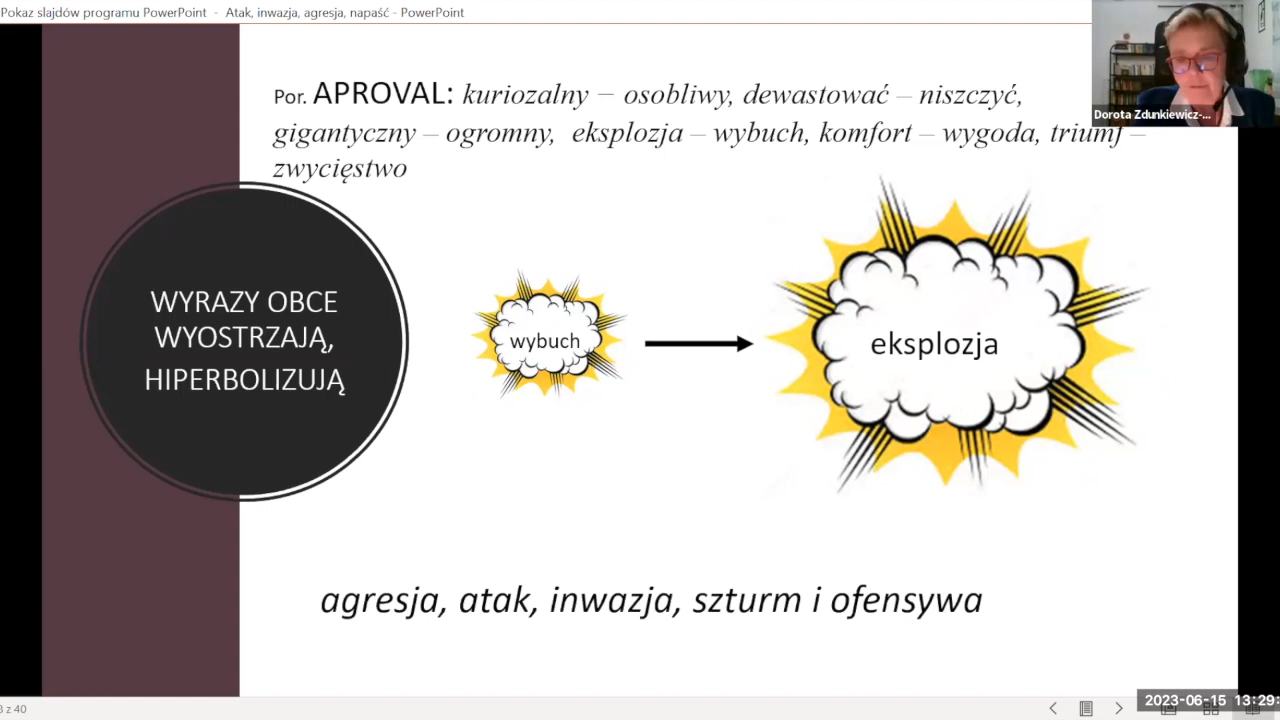 Pokaz slajdów programu PowerPoint - Atak, inwazja, agresja, napaść - PowerPoint
Dorota Zdunkiewicz-...
Por. APROVAL: kuriozalny – osobliwy, dewastować – niszczyć,
gigantyczny – ogromny, eksplozja – wybuch, komfort – wygoda, triumf –
zwycięstwo
WYRAZY OBCE
WYOSTRZAJĄ,
HIPERBOLIZUJĄ
wybuch
eksplozja
agresja, atak, inwazja, szturm i ofensywa
z 40
2023-06-15 13:29: